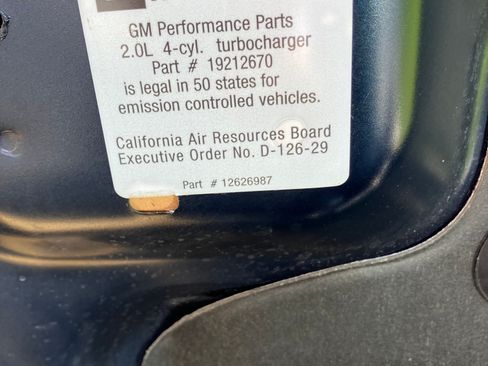 GM Performance Parts
2.0L 4-cyl. turbocharger
Part # 19212670
is legal in 50 states for
emission controlled vehicles.
California Air Resources Board
Executive Order No. D-126-29
Part # 12626987